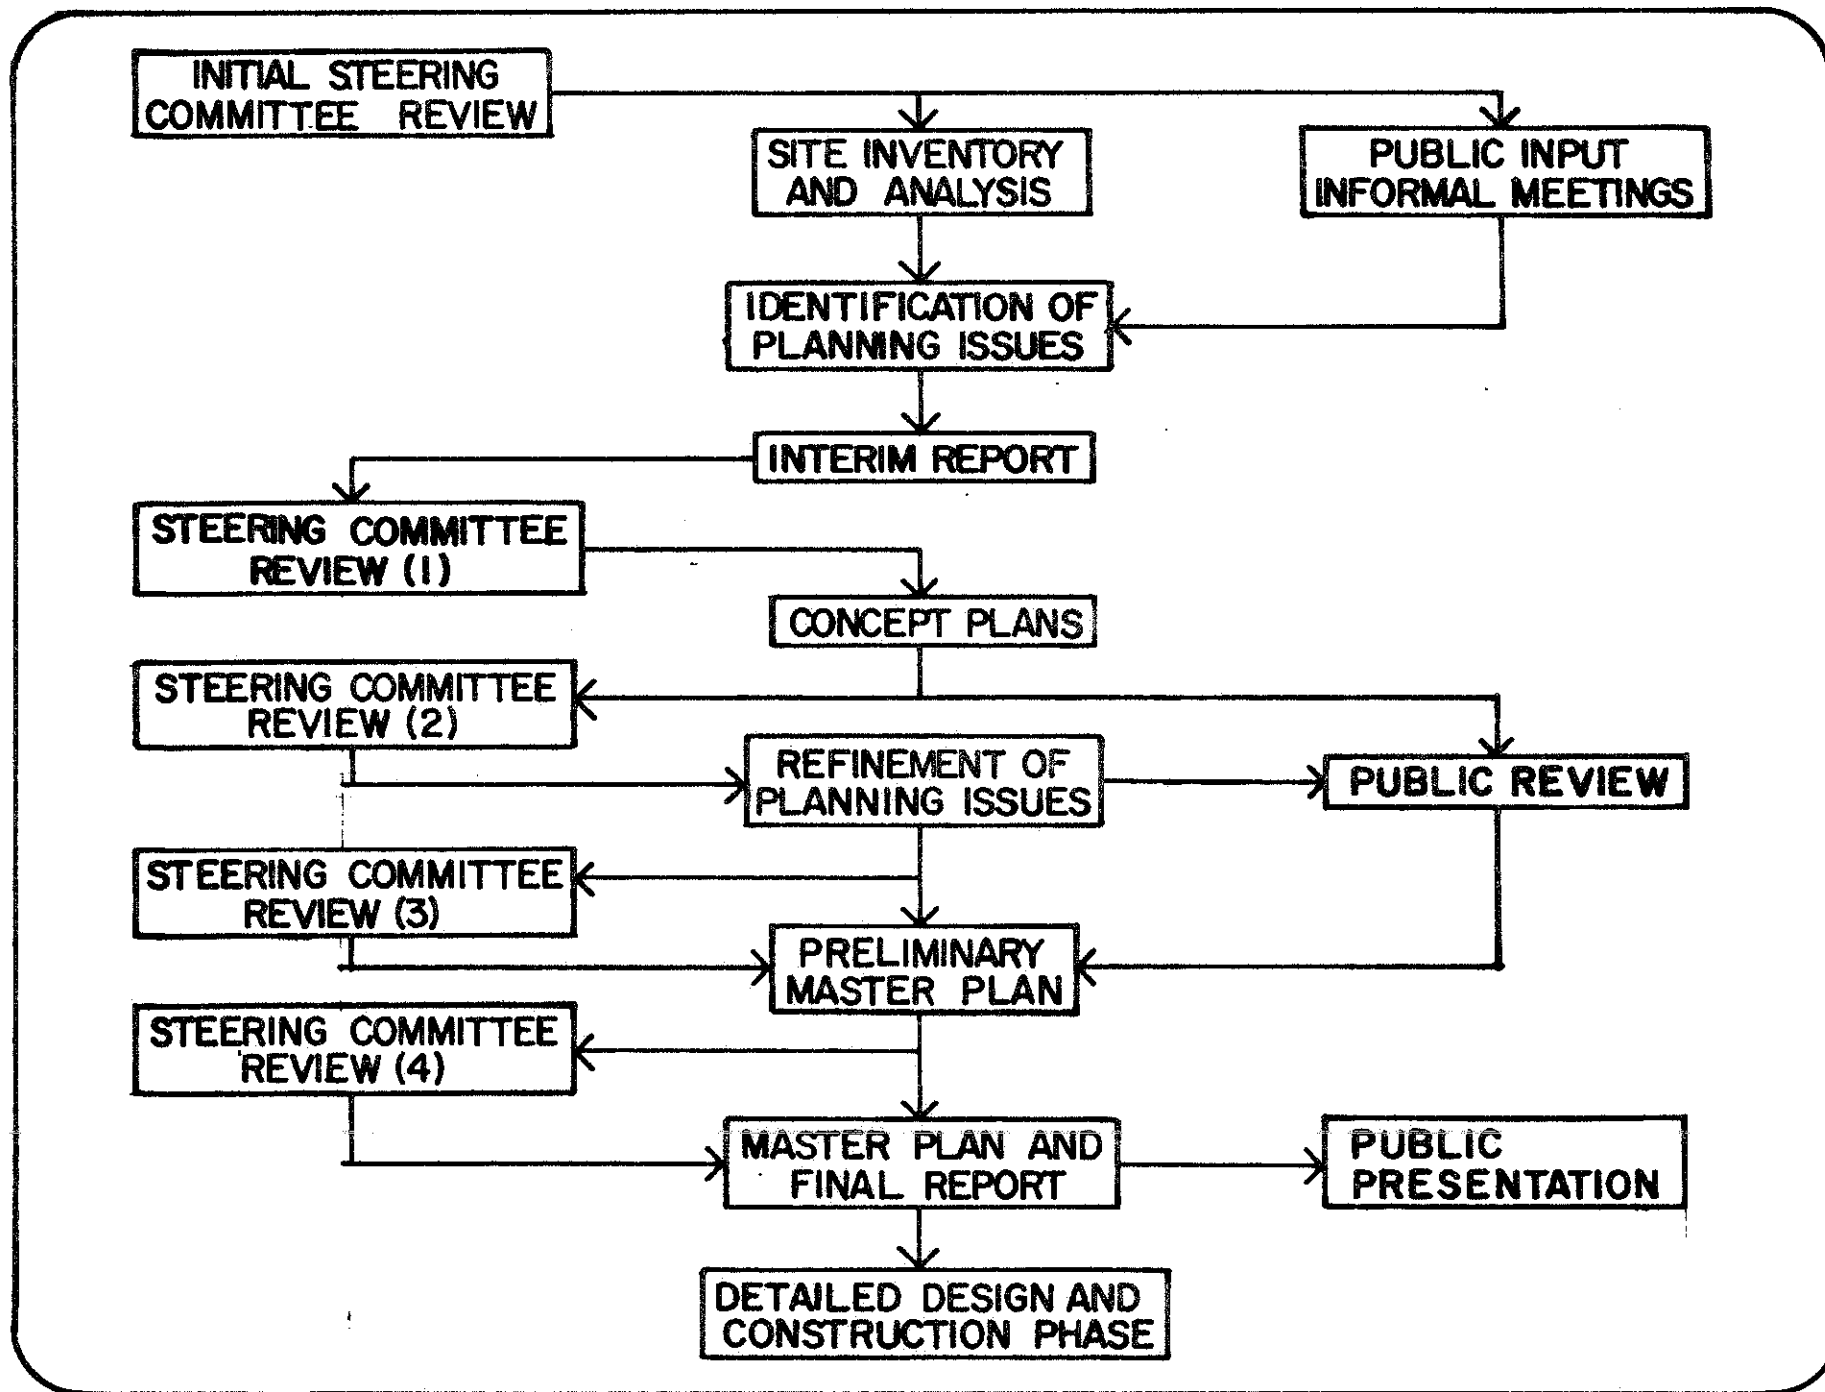 INITIAL STEERING
COMMITTEE REVIEW
SITE INVENTORY
AND ANALYSIS
PUBLIC INPUT
INFORMAL MEETINGS
IDENTIFICATION OF
PLANNING ISSUES
INTERIM REPORT
STEERING COMMITTEE
REVIEW (1)
CONCEPT PLANS
STEERING COMMITTEE
REVIEW (2)
REFINEMENT OF
PLANNING ISSUES
PUBLIC REVIEW
STEERING COMMITTEE
REVIEW (3)
PRELIMINARY
MASTER PLAN
STEERING COMMITTEE
REVIEW (4)
MASTER PLAN AND
FINAL REPORT
PUBLIC
PRESENTATION
DETAILED DESIGN AND
CONSTRUCTION PHASE